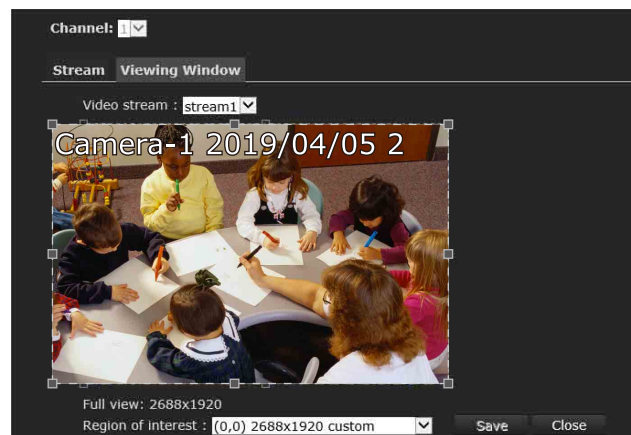 Channel: 1
Stream Viewing Window
Video stream : stream1
Camera-1 2019/04/05 2
Full view: 2688x1920
Region of interest : (0,0) 2688x1920 custom Save Close